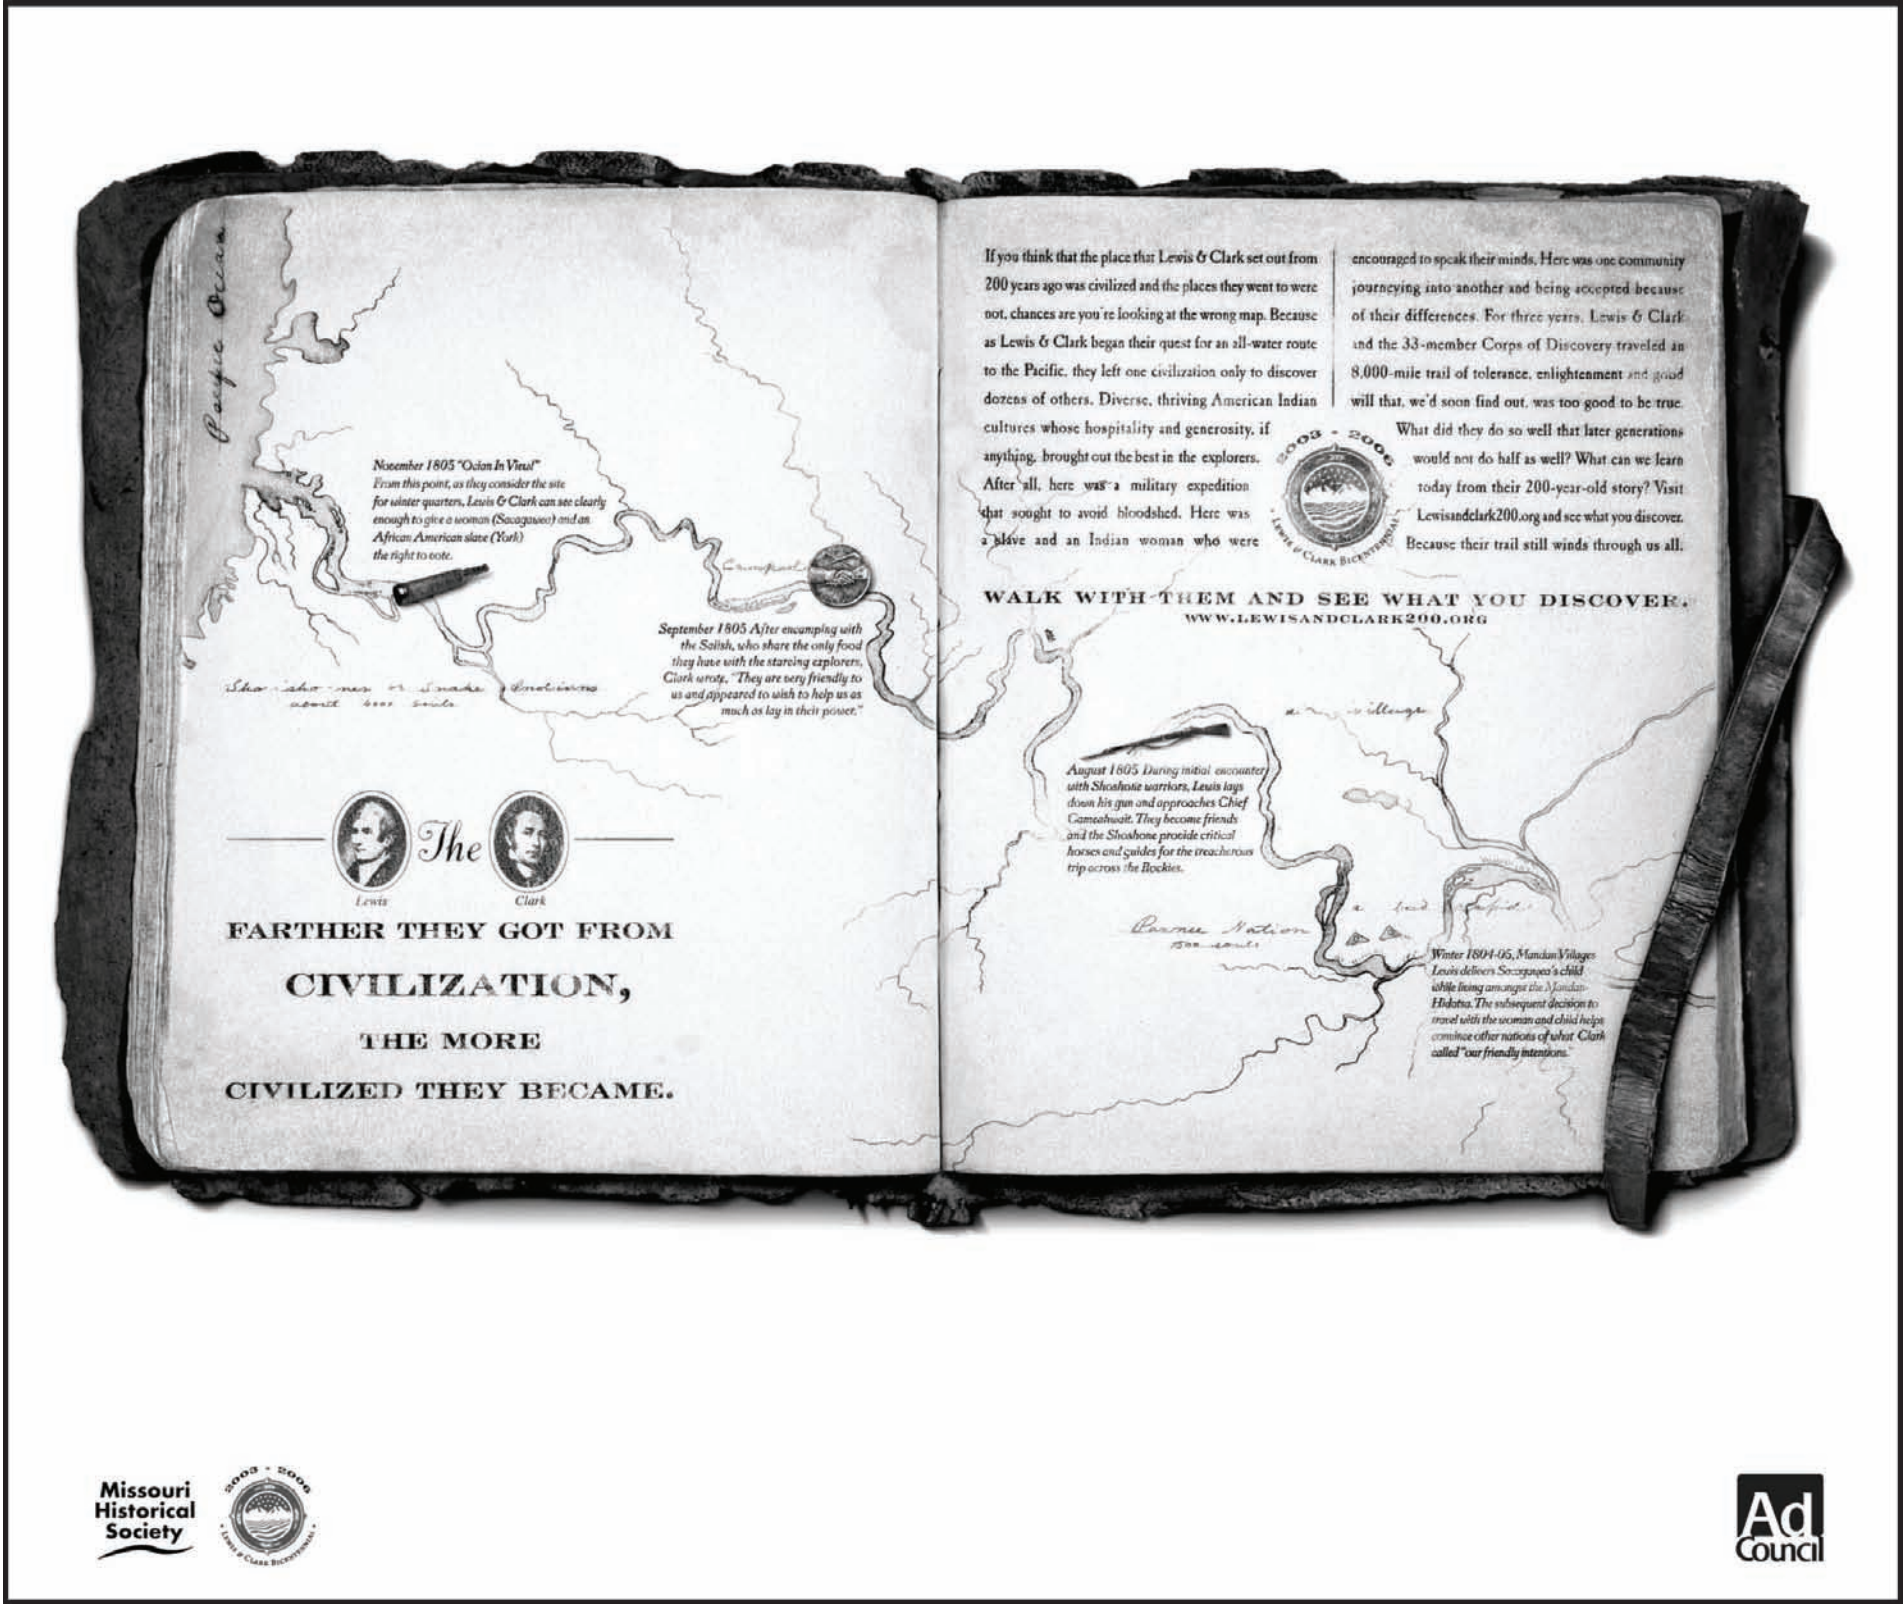 Pacific Ocean
November 1805 "Ocian In View!"
From this point, as they consider the site
for winter quarters, Lewis & Clark can see clearly
enough to give a woman (Sacagawea) and an
African American slave (York)
the right to vote.
September 1805 After encamping with
the Salish, who share the only food
they have with the starving explorers,
Clark wrote, "They are very friendly to
us and appeared to wish to help us as
much as lay in their power."
Sho-sho-nes or Snake Indians
about souls
The
Lewis
Clark
FARTHER THEY GOT FROM
CIVILIZATION,
THE MORE
CIVILIZED THEY BECAME.
If you think that the place that Lewis & Clark set out from
200 years ago was civilized and the places they went to were
not, chances are you're looking at the wrong map. Because
as Lewis & Clark began their quest for an all-water route
to the Pacific, they left one civilization only to discover
dozens of others. Diverse, thriving American Indian
cultures whose hospitality and generosity, if
anything, brought out the best in the explorers.
After all, here was a military expedition
that sought to avoid bloodshed. Here was
a slave and an Indian woman who were
encouraged to speak their minds. Here was one community
journeying into another and being accepted because
of their differences. For three years, Lewis & Clark
and the 33-member Corps of Discovery traveled an
8,000-mile trail of tolerance, enlightenment and good
will that, we'd soon find out, was too good to be true.
What did they do so well that later generations
would not do half as well? What can we learn
today from their 200-year-old story? Visit
Lewisandclark200.org and see what you discover.
Because their trail still winds through us all.
2003 - 2006
LEWIS & CLARK BICENTENNIAL
WALK WITH THEM AND SEE WHAT YOU DISCOVER.
WWW.LEWISANDCLARK200.ORG
village
August 1805 During initial encounter
with Shoshone warriors, Lewis lays
down his gun and approaches Chief
Cameahwait. They become friends
and the Shoshone provide critical
horses and guides for the treacherous
trip across the Rockies.
Pawnee Nation
souls
Winter 1804-05, Mandan Villages
Lewis delivers Sacagawea's child
while living amongst the Mandan-
Hidatsa. The subsequent decision to
travel with the woman and child helps
convince other nations of what Clark
called "our friendly intentions."
Missouri
Historical
Society
2003 - 2006
LEWIS & CLARK BICENTENNIAL
Ad
Council